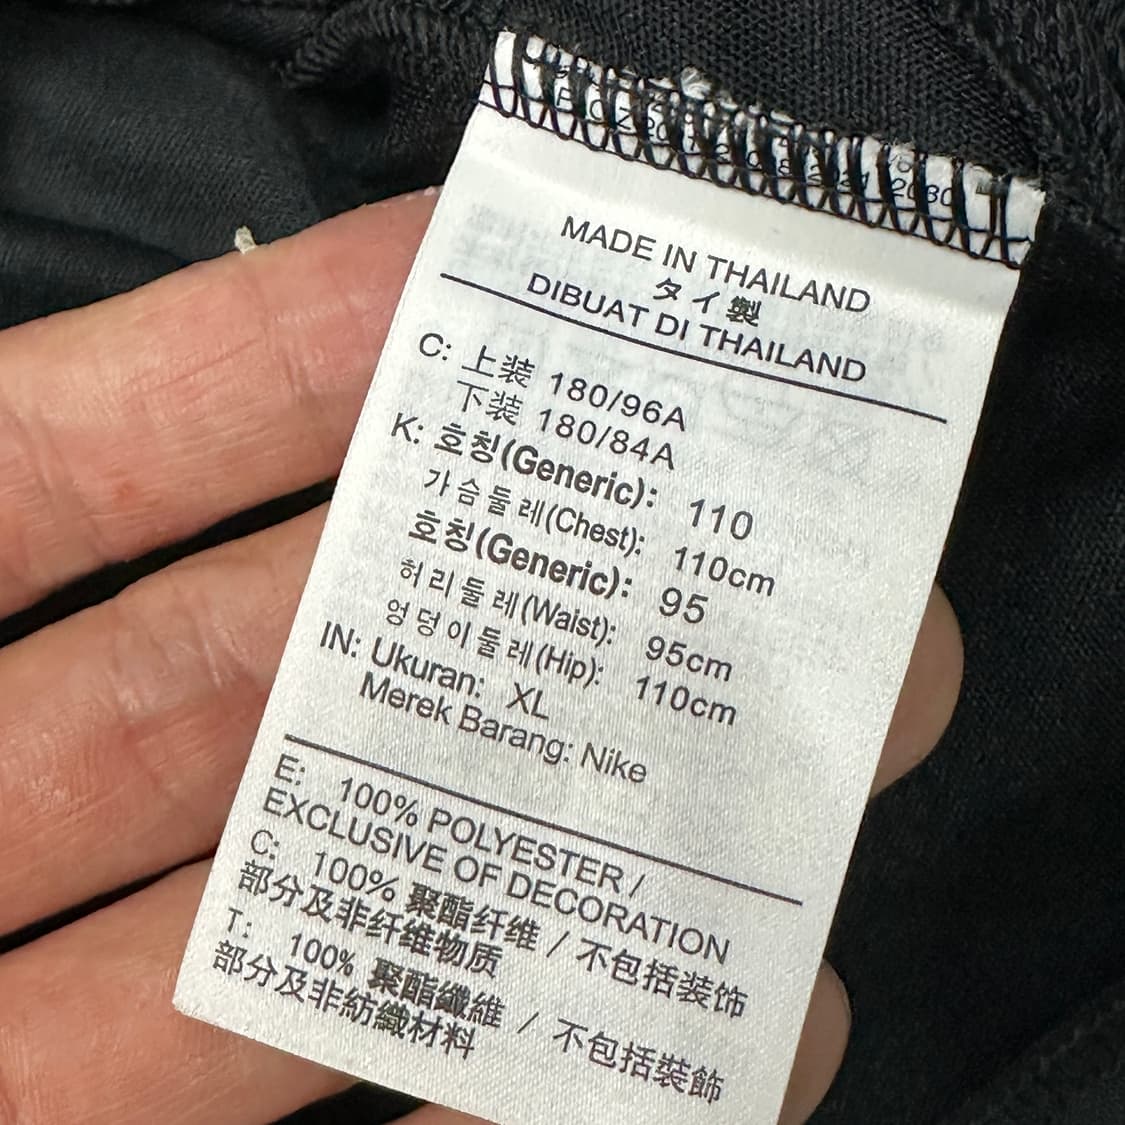 MADE IN THAILAND
タイ製
DIBUAT DI THAILAND
C: 上装 180/96A
下装 180/84A
K: 호칭(Generic): 110
가슴둘레(Chest): 110cm
호칭(Generic): 95
허리둘레(Waist): 95cm
엉덩이둘레(Hip): 110cm
IN: Ukuran: XL
Merek Barang: Nike
E: 100% POLYESTER /
EXCLUSIVE OF DECORATION
C: 100% 聚酯纤维 / 不包括装饰
部分及非纤维物质
T: 100% 聚酯纖維 / 不包括裝飾
部分及非紡織材料